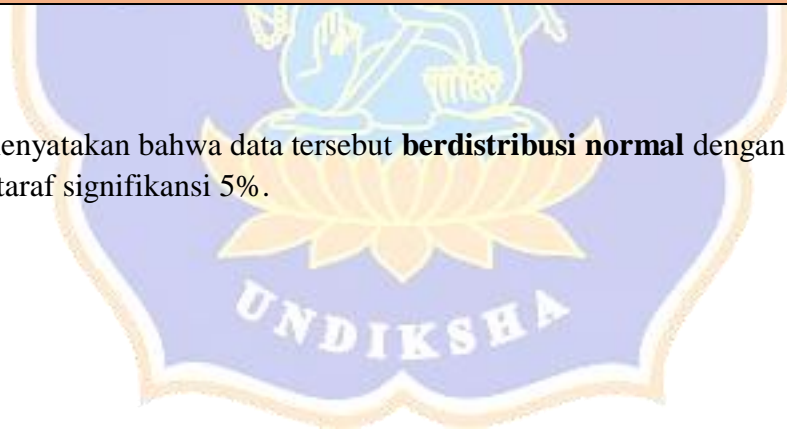 enyatakan bahwa data tersebut berdistribusi normal dengan
taraf signifikansi 5%.
UNDIKSHA